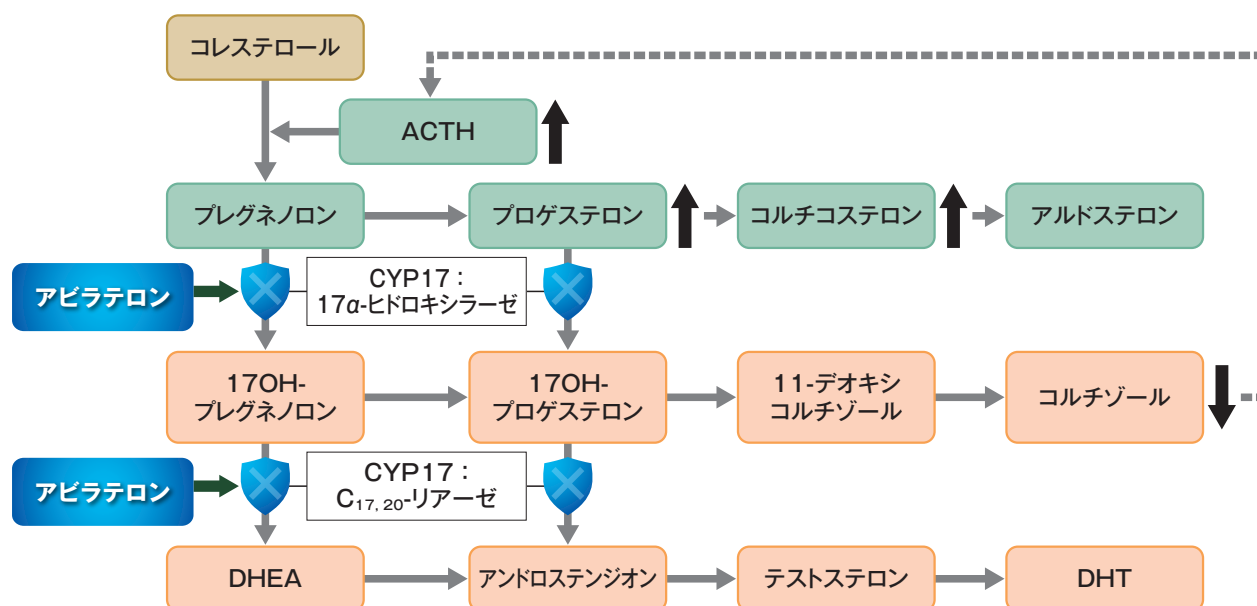 コレステロール
ACTH
プレグネノロン
プロゲステロン
コルチコステロン
アルドステロン
アビラテロン
CYP17：
17α-ヒドロキシラーゼ
17OH-
プレグネノロン
17OH-
プロゲステロン
11-デオキシ
コルチゾール
コルチゾール
アビラテロン
CYP17：
C17, 20-リアーゼ
DHEA
アンドロステンジオン
テストステロン
DHT